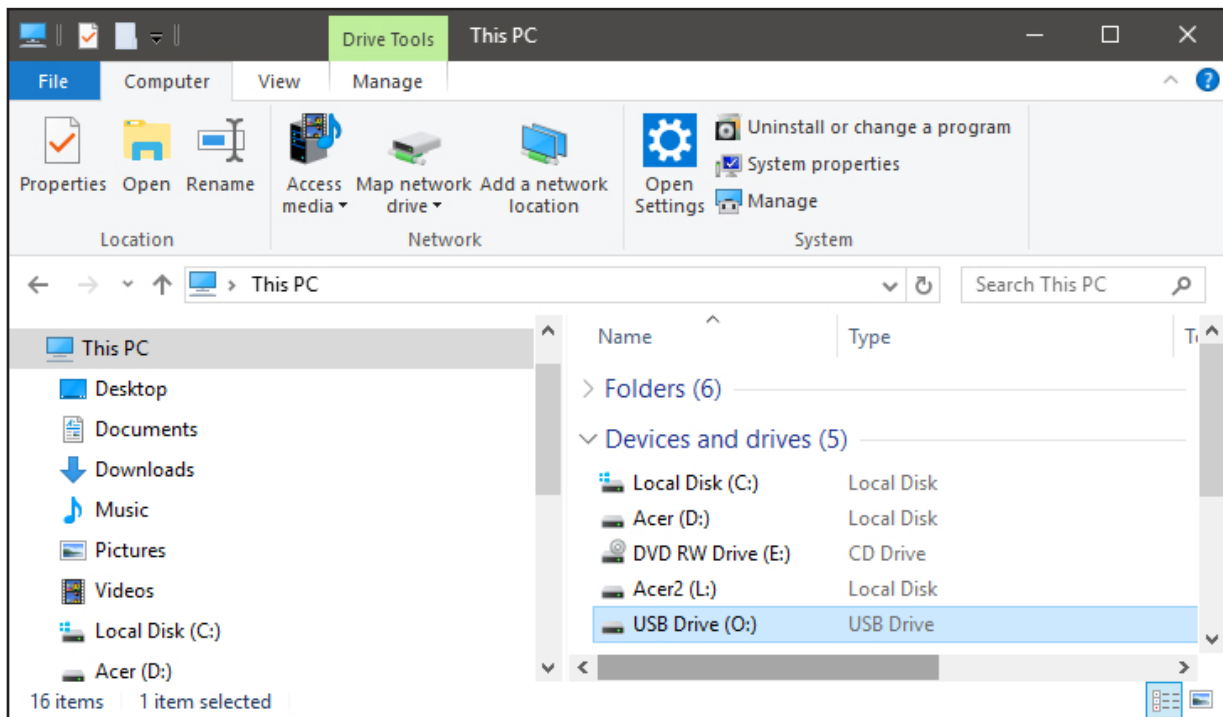 Drive Tools This PC
File Computer View Manage
Uninstall or change a program
System properties
Manage
Properties Open Rename Access media Map network drive Add a network location Open Settings
Location Network System
This PC Search This PC
Name Type
This PC
Desktop
Documents
Downloads
Music
Pictures
Videos
Local Disk (C:)
Acer (D:)
Folders (6)
Devices and drives (5)
Local Disk (C:) Local Disk
Acer (D:) Local Disk
DVD RW Drive (E:) CD Drive
Acer2 (L:) Local Disk
USB Drive (O:) USB Drive
16 items 1 item selected